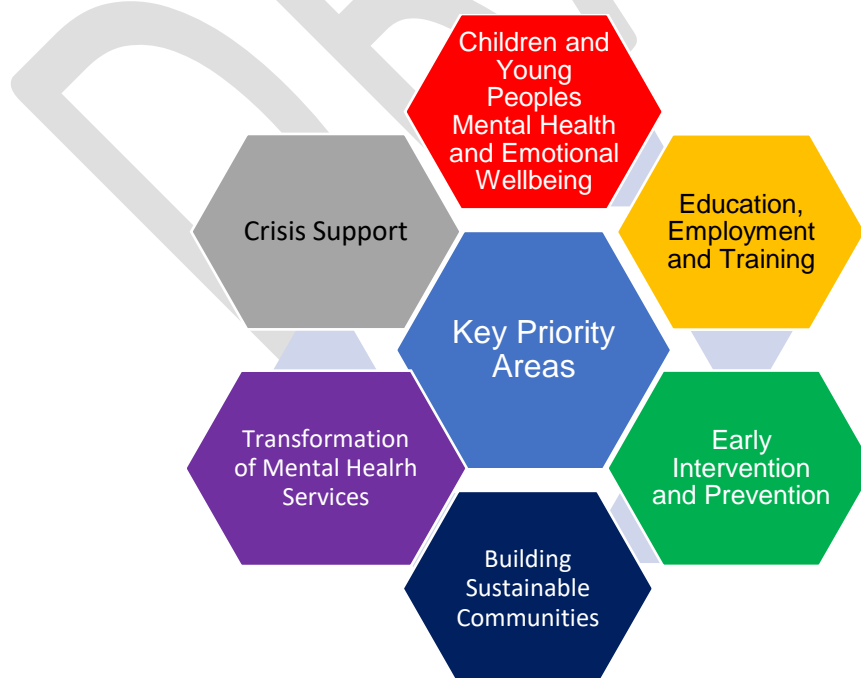 Children and
Young
Peoples
Mental Health
and Emotional
Wellbeing
Education,
Employment
and Training
Crisis Support
Key Priority
Areas
Transformation
of Mental Healrh
Services
Early
Intervention
and Prevention
Building
Sustainable
Communities